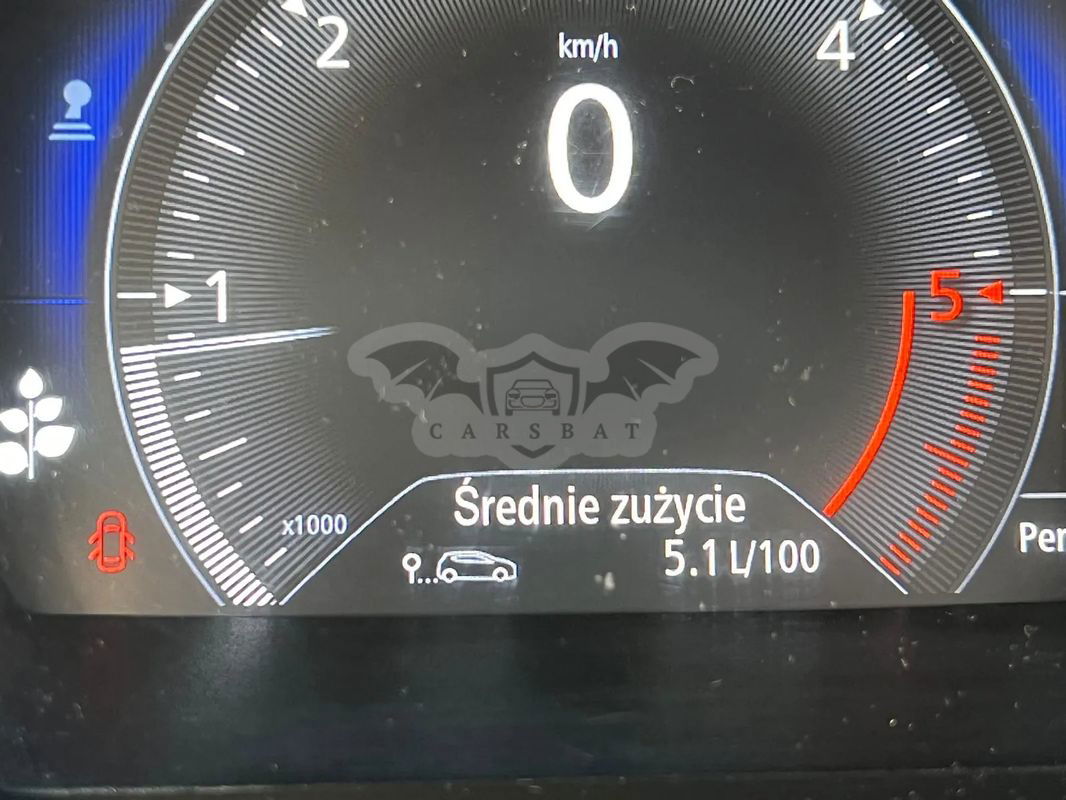 2
km/h
4
0
1
5
CARSBAT
Średnie zużycie
x1000
5.1 L/100
Per